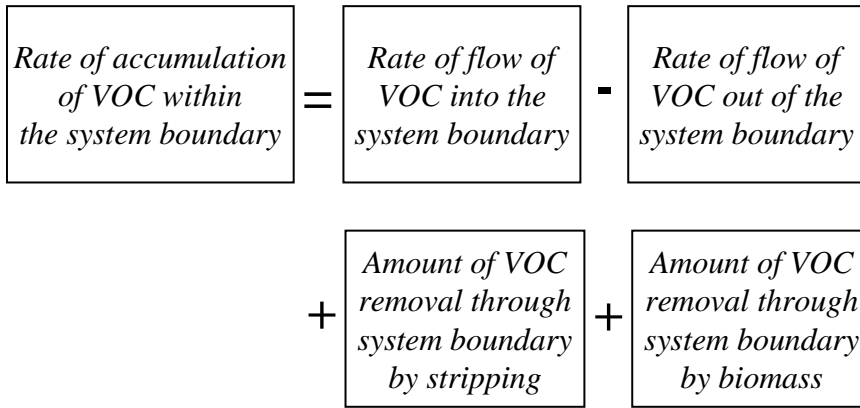 Rate of accumulation
of VOC within
the system boundary
=
Rate of flow of
VOC into the
system boundary
-
Rate of flow of
VOC out of the
system boundary
+
Amount of VOC
removal through
system boundary
by stripping
+
Amount of VOC
removal through
system boundary
by biomass